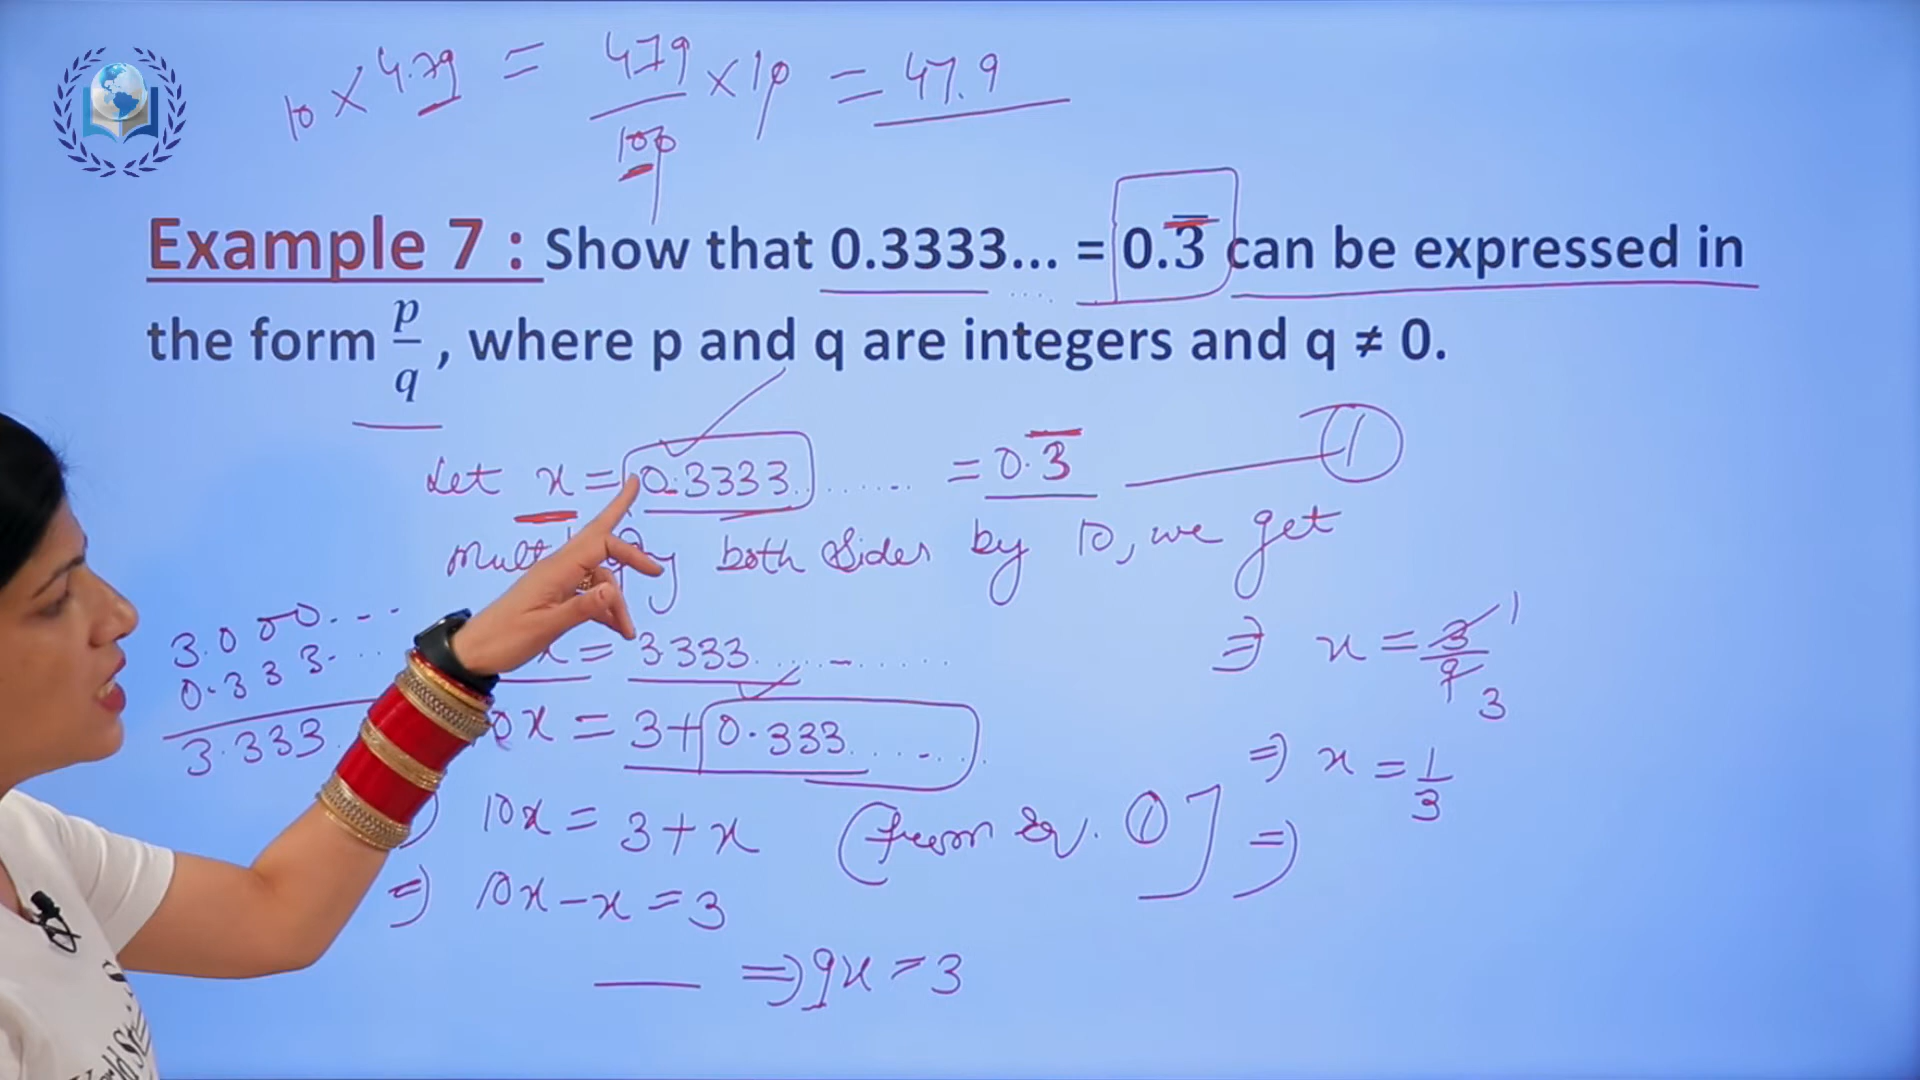 10 × 4.79 = 479/100 × 10 = 47.9
Example 7 : Show that 0.3333... = 0.3̅ can be expressed in
the form p/q , where p and q are integers and q ≠ 0.
Let x = 0.3333....... = 0.3̅ ——— ①
both sides by 10, we get
3.000...
0.333...
3.333.
x = 3.333..........
0x = 3+0.333.......
10x = 3+x (from Eq. ①]
⇒ 10x-x = 3
⇒ 9x = 3
⇒ x = 3/9 1 3
⇒ x = 1/3
⇒